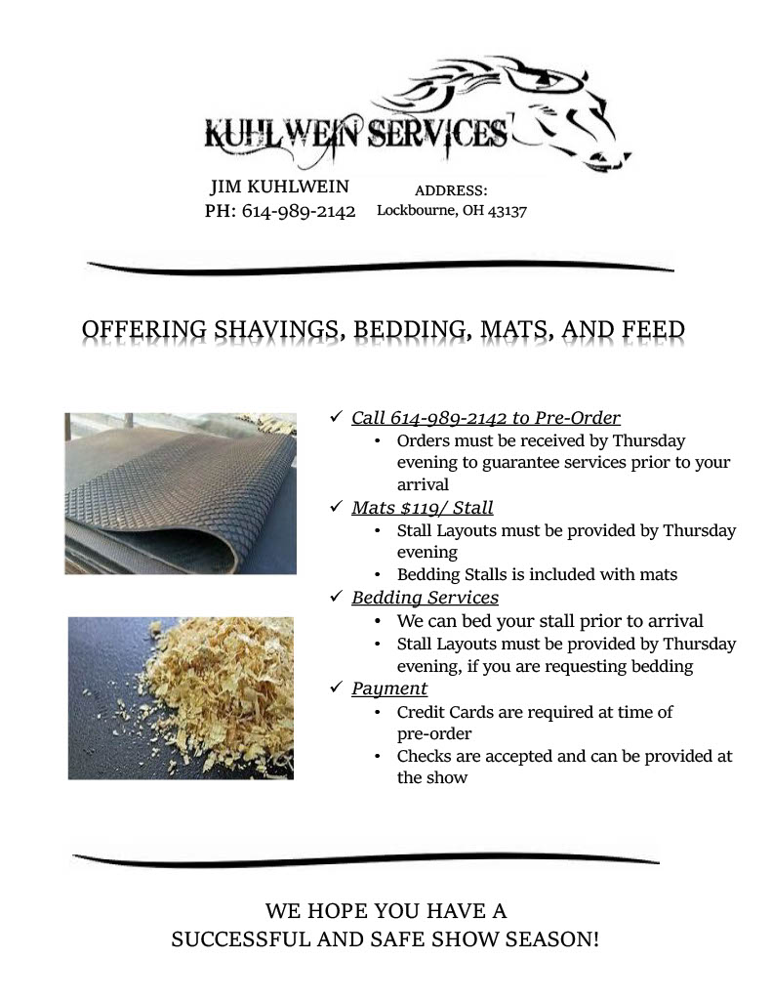 KUHLWEIN SERVICES
JIM KUHLWEIN
PH: 614-989-2142
ADDRESS:
Lockbourne, OH 43137
OFFERING SHAVINGS, BEDDING, MATS, AND FEED
✓ Call 614-989-2142 to Pre-Order
• Orders must be received by Thursday
evening to guarantee services prior to your
arrival
✓ Mats $119/ Stall
• Stall Layouts must be provided by Thursday
evening
• Bedding Stalls is included with mats
✓ Bedding Services
• We can bed your stall prior to arrival
• Stall Layouts must be provided by Thursday
evening, if you are requesting bedding
✓ Payment
• Credit Cards are required at time of
pre-order
• Checks are accepted and can be provided at
the show
WE HOPE YOU HAVE A
SUCCESSFUL AND SAFE SHOW SEASON!